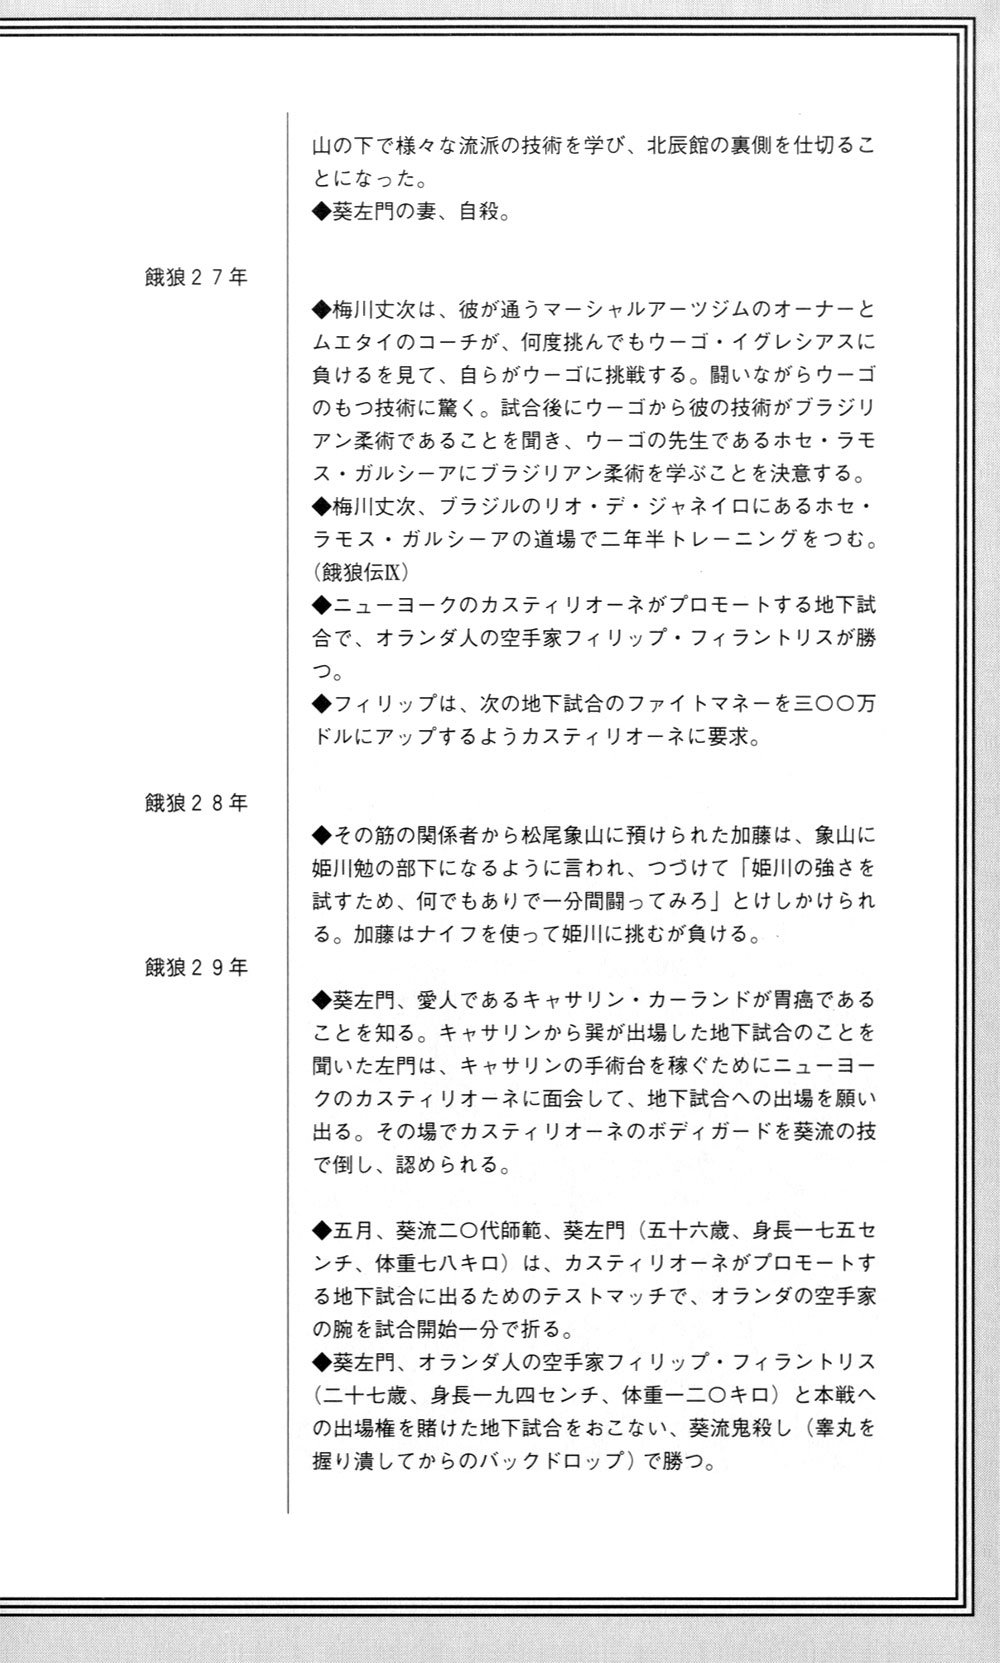 山の下で様々な流派の技術を学び、北辰館の裏側を仕切るこ
とになった。
◆葵左門の妻、自殺。
餓狼２７年
◆梅川丈次は、彼が通うマーシャルアーツジムのオーナーと
ムエタイのコーチが、何度挑んでもウーゴ・イグレシアスに
負けるを見て、自らがウーゴに挑戦する。闘いながらウーゴ
のもつ技術に驚く。試合後にウーゴから彼の技術がブラジリ
アン柔術であることを聞き、ウーゴの先生であるホセ・ラモ
ス・ガルシーアにブラジリアン柔術を学ぶことを決意する。
◆梅川丈次、ブラジルのリオ・デ・ジャネイロにあるホセ・
ラモス・ガルシーアの道場で二年半トレーニングをつむ。
（餓狼伝Ⅸ）
◆ニューヨークのカスティリオーネがプロモートする地下試
合で、オランダ人の空手家フィリップ・フィラントリスが勝
つ。
◆フィリップは、次の地下試合のファイトマネーを三〇〇万
ドルにアップするようカスティリオーネに要求。
餓狼２８年
◆その筋の関係者から松尾象山に預けられた加藤は、象山に
姫川勉の部下になるように言われ、つづけて「姫川の強さを
試すため、何でもありで一分間闘ってみろ」とけしかけられ
る。加藤はナイフを使って姫川に挑むが負ける。
餓狼２９年
◆葵左門、愛人であるキャサリン・カーランドが胃癌である
ことを知る。キャサリンから巽が出場した地下試合のことを
聞いた左門は、キャサリンの手術台を稼ぐためにニューヨー
クのカスティリオーネに面会して、地下試合への出場を願い
出る。その場でカスティリオーネのボディガードを葵流の技
で倒し、認められる。
◆五月、葵流二〇代師範、葵左門（五十六歳、身長一七五セ
ンチ、体重七八キロ）は、カスティリオーネがプロモートす
る地下試合に出るためのテストマッチで、オランダの空手家
の腕を試合開始一分で折る。
◆葵左門、オランダ人の空手家フィリップ・フィラントリス
（二十七歳、身長一九四センチ、体重一二〇キロ）と本戦へ
の出場権を賭けた地下試合をおこない、葵流鬼殺し（睾丸を
握り潰してからのバックドロップ）で勝つ。